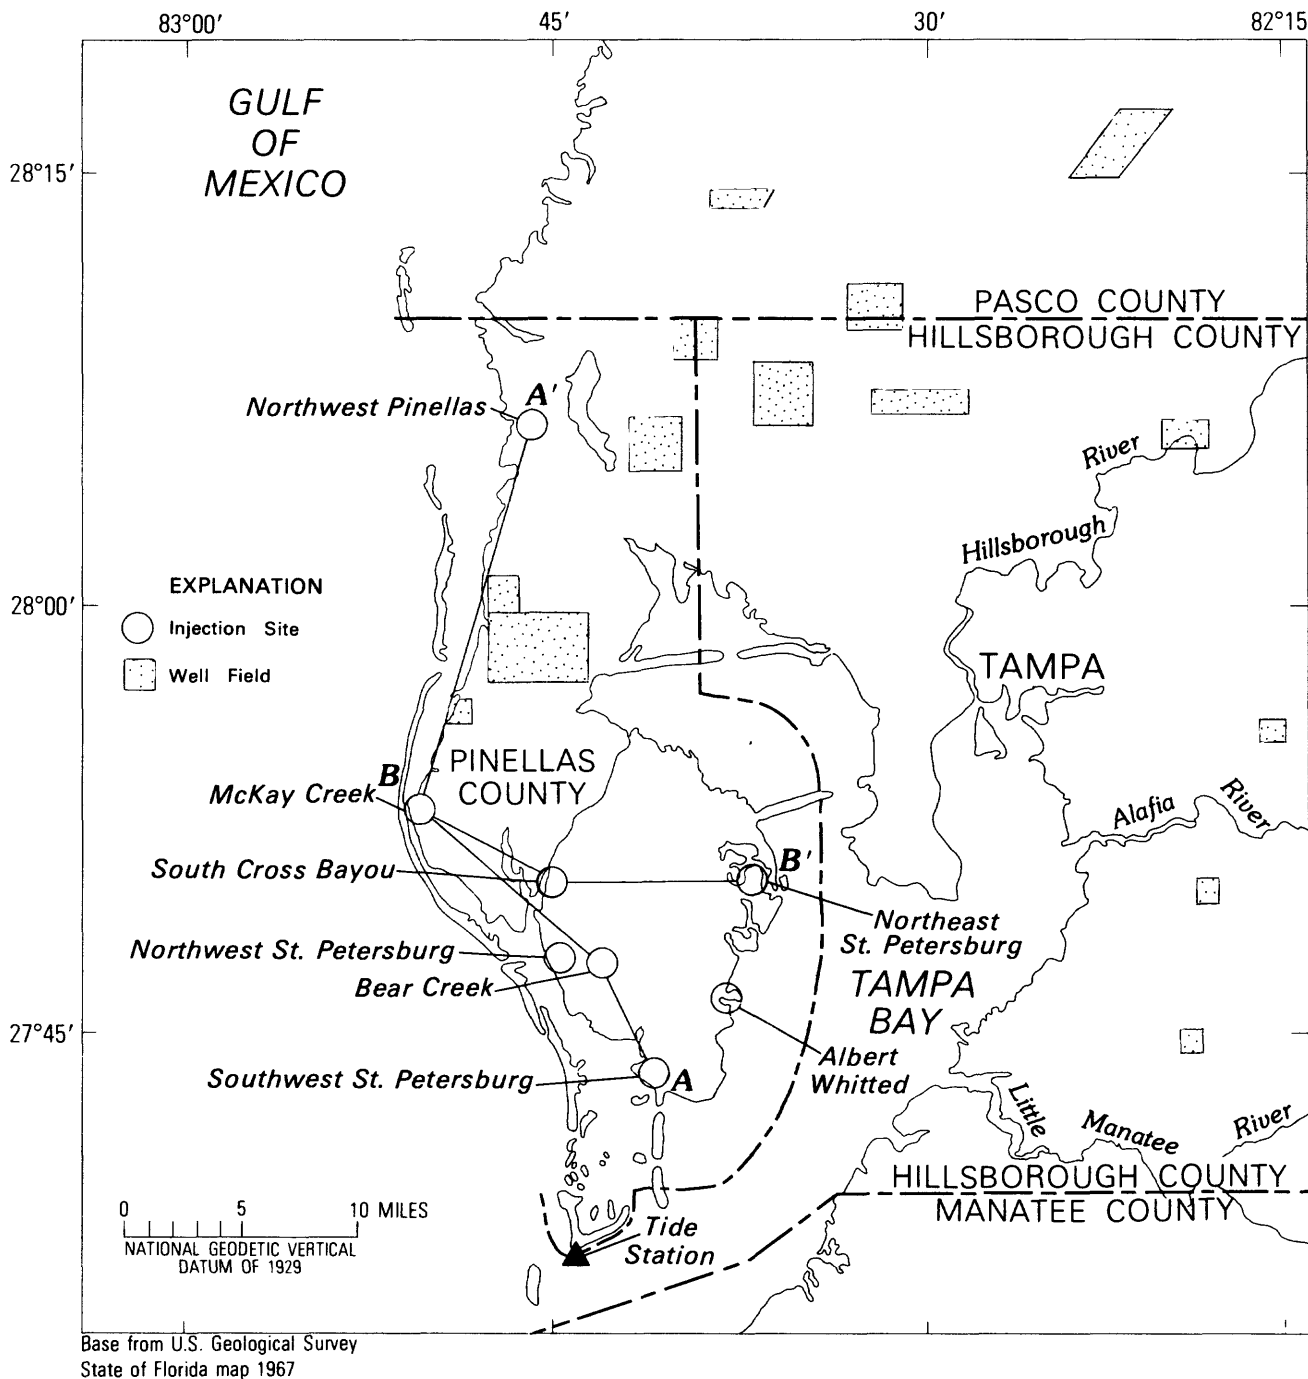 83°00′
45′
30′
82°15′
GULF
OF
MEXICO
28°15′
PASCO COUNTY
HILLSBOROUGH COUNTY
A′
Northwest Pinellas
River
Hillsborough
EXPLANATION
28°00′
Injection Site
Well Field
TAMPA
PINELLAS
COUNTY
B
McKay Creek
Alafia
River
South Cross Bayou
B′
Northeast
St. Petersburg
Northwest St. Petersburg
Bear Creek
TAMPA
BAY
27°45′
Albert
Whitted
Southwest St. Petersburg
A
Little
Manatee
River
HILLSBOROUGH COUNTY
MANATEE COUNTY
0
5
10 MILES
NATIONAL GEODETIC VERTICAL
DATUM OF 1929
Tide
Station
Base from U.S. Geological Survey
State of Florida map 1967